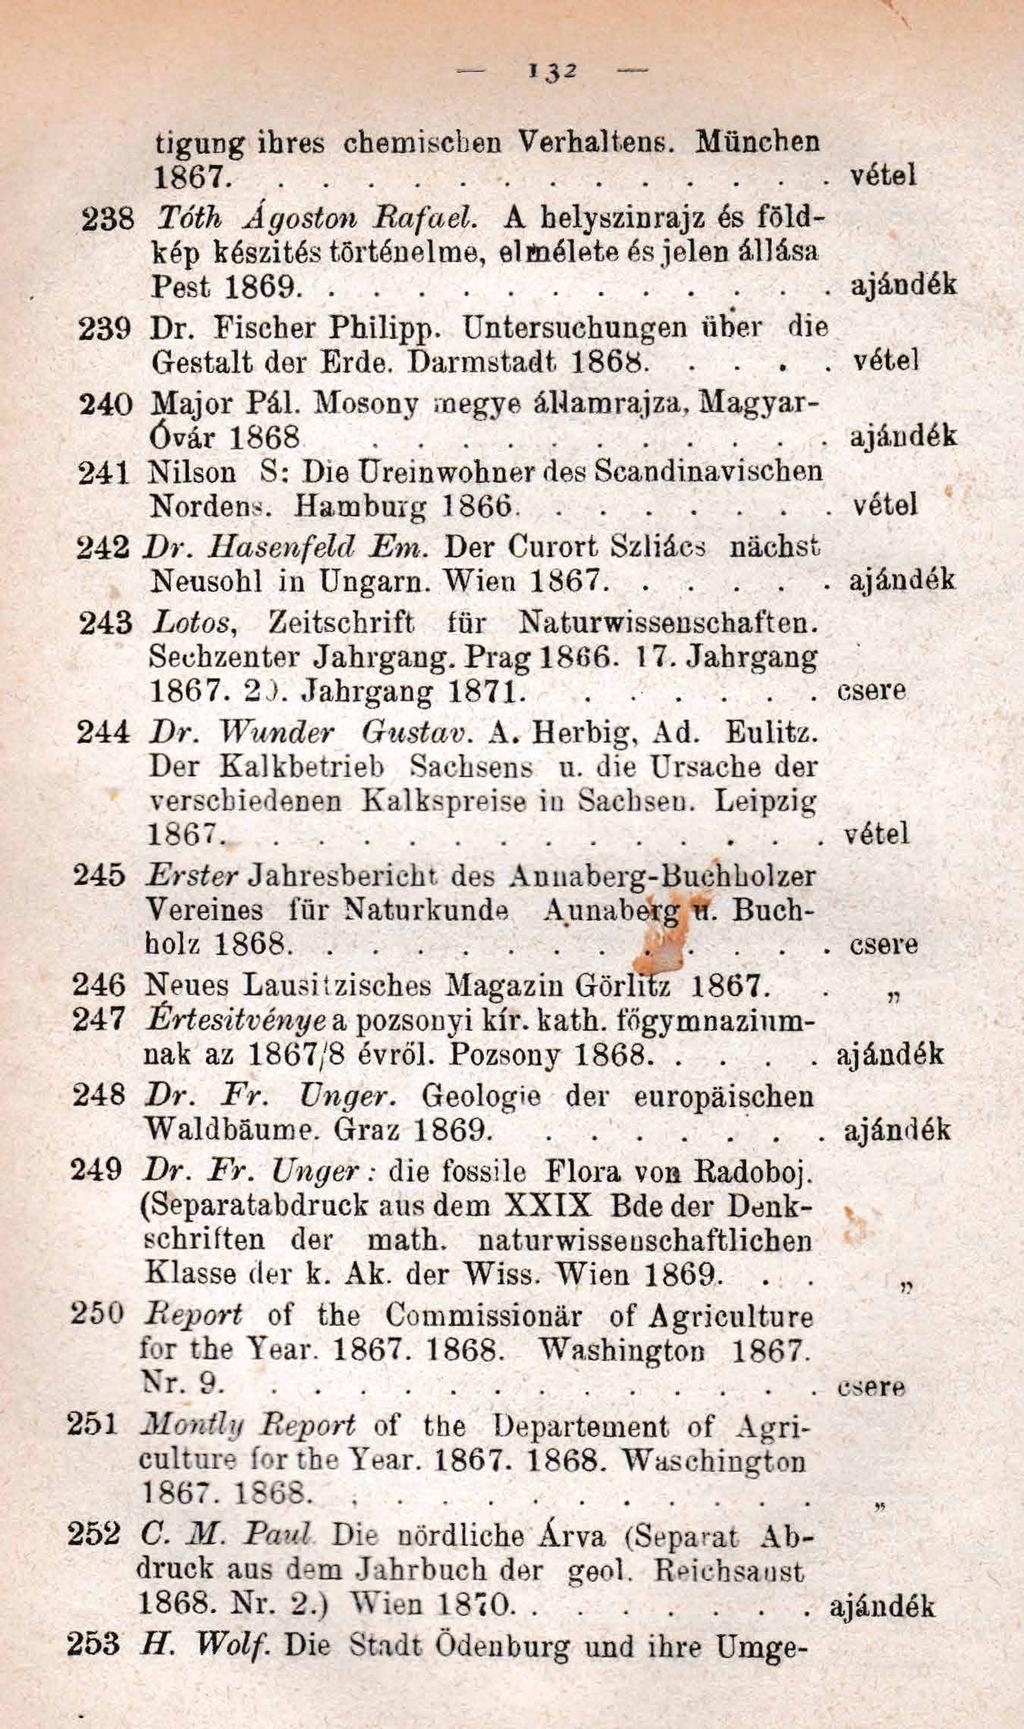 — 132 —
tigung ihres chemischen Verhaltens. München
1867. . . . . . . . . . . . . . vétel
238 Tóth Ágoston Rafael. A helyszinrajz és föld-
kép készités történelme, elmélete és jelen állása
Pest 1869. . . . . . . . . . . . . ajándék
239 Dr. Fischer Philipp. Untersuchungen über die
Gestalt der Erde. Darmstadt 1868. . . . . vétel
240 Major Pál. Mosony megye államrajza, Magyar-
Óvár 1868 . . . . . . . . . . . ajándék
241 Nilson S: Die Ureinwohner des Scandinavischen
Nordens. Hamburg 1866. . . . . . . . vétel
242 Dr. Hasenfeld Em. Der Curort Szliács nächst
Neusohl in Ungarn. Wien 1867. . . . . . ajándék
243 Lotos, Zeitschrift für Naturwissenschaften.
Sechzenter Jahrgang. Prag 1866. 17. Jahrgang
1867. 20. Jahrgang 1871. . . . . . . csere
244 Dr. Wunder Gustav. A. Herbig, Ad. Eulitz.
Der Kalkbetrieb Sachsens u. die Ursache der
verschiedenen Kalkspreise in Sachsen. Leipzig
1867. . . . . . . . . . . . . . vétel
245 Erster Jahresbericht des Annaberg-Buchholzer
Vereines für Naturkunde Annaberg u. Buch-
holz 1868. . . . . . . . . . . . . csere
246 Neues Lausitzisches Magazin Görlitz 1867. . „
247 Értesitvénye a pozsonyi kír. kath. főgymnazium-
nak az 1867/8 évről. Pozsony 1868. . . . . ajándék
248 Dr. Fr. Unger. Geologie der europäischen
Waldbäume. Graz 1869. . . . . . . . ajándék
249 Dr. Fr. Unger: die fossile Flora von Radoboj.
(Separatabdruck aus dem XXIX Bde der Denk-
schriften der math. naturwissenschaftlichen
Klasse der k. Ak. der Wiss. Wien 1869. . . „
250 Report of the Commissionär of Agriculture
for the Year. 1867. 1868. Washington 1867.
Nr. 9. . . . . . . . . . . . . . csere
251 Montly Report of the Departement of Agri-
culture for the Year. 1867. 1868. Waschington
1867. 1868. . . . . . . . . . . . „
252 C. M. Paul Die nördliche Árva (Separat Ab-
druck aus dem Jahrbuch der geol. Reichsanst
1868. Nr. 2.) Wien 1870. . . . . . . . ajándék
253 H. Wolf. Die Stadt Ödenburg und ihre Umge-